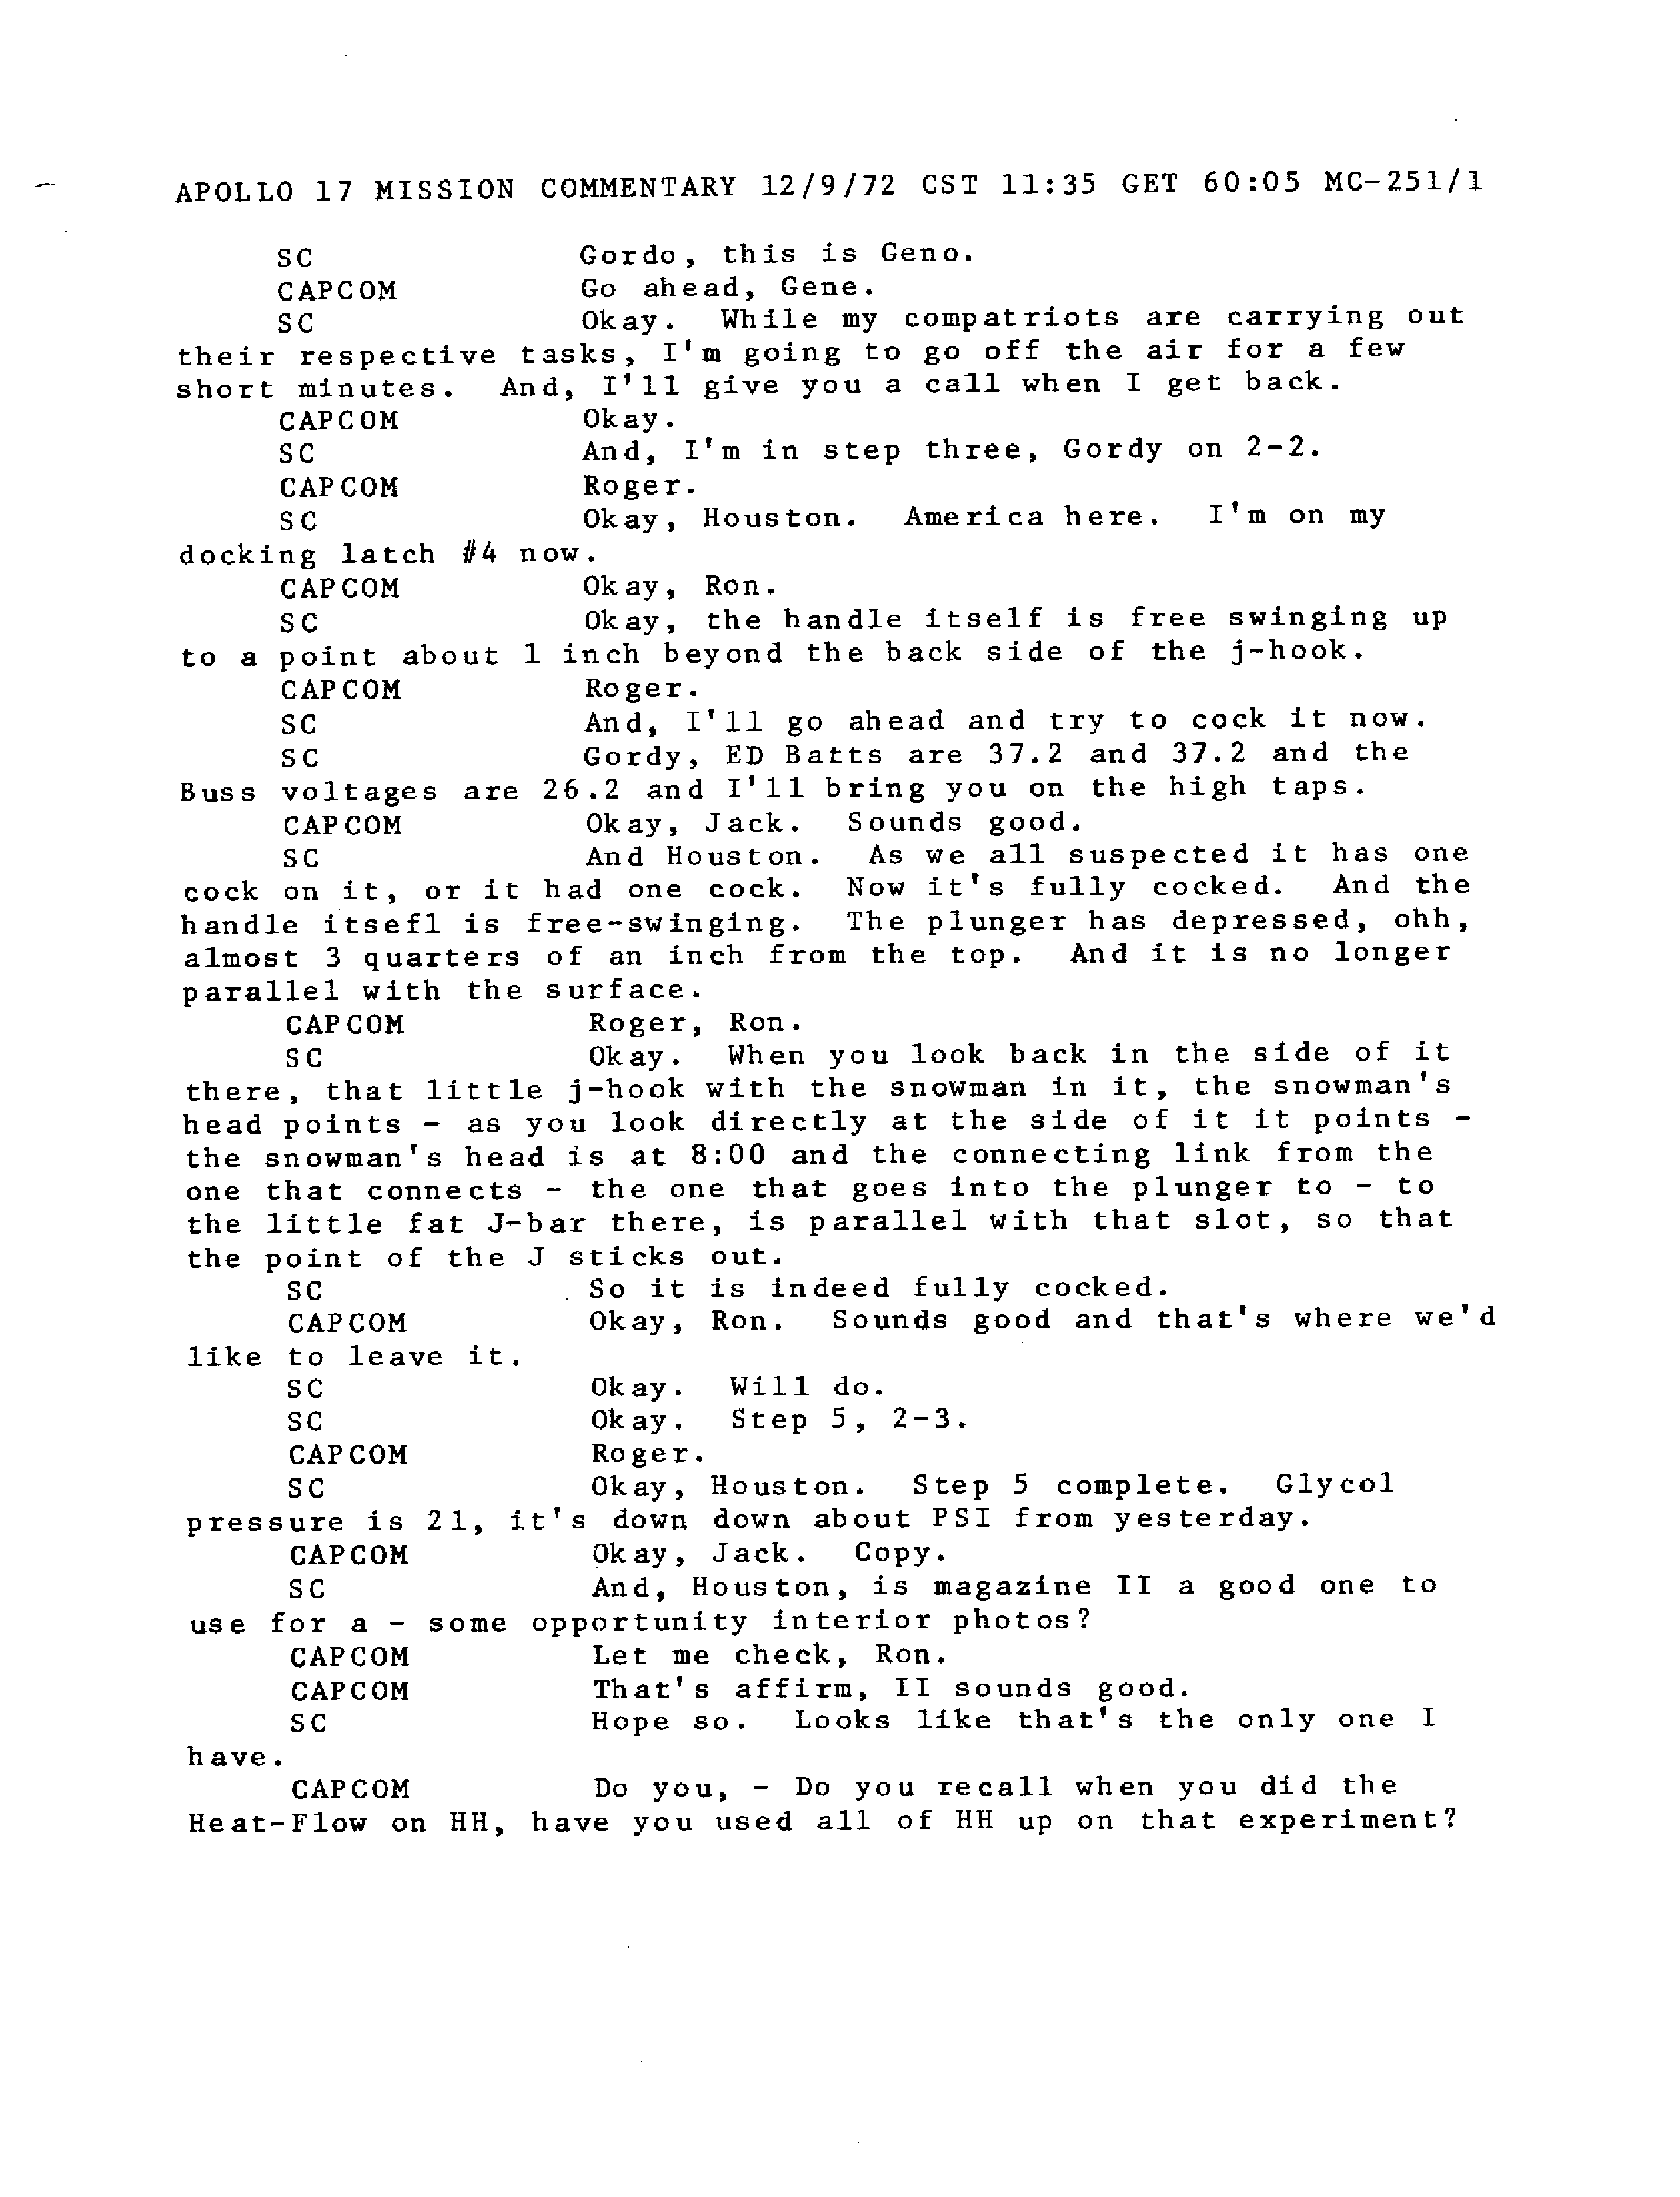 APOLLO 17 MISSION COMMENTARY 12/9/72 CST 11:35 GET 60:05 MC-251/1
SC Gordo, this is Geno.
CAPCOM Go ahead, Gene.
SC Okay. While my compatriots are carrying out
their respective tasks, I'm going to go off the air for a few
short minutes. And, I'll give you a call when I get back.
CAPCOM Okay.
SC And, I'm in step three, Gordy on 2-2.
CAPCOM Roger.
SC Okay, Houston. America here. I'm on my
docking latch #4 now.
CAPCOM Okay, Ron.
SC Okay, the handle itself is free swinging up
to a point about 1 inch beyond the back side of the j-hook.
CAPCOM Roger.
SC And, I'll go ahead and try to cock it now.
SC Gordy, ED Batts are 37.2 and 37.2 and the
Buss voltages are 26.2 and I'll bring you on the high taps.
CAPCOM Okay, Jack. Sounds good.
SC And Houston. As we all suspected it has one
cock on it, or it had one cock. Now it's fully cocked. And the
handle itsefl is free-swinging. The plunger has depressed, ohh,
almost 3 quarters of an inch from the top. And it is no longer
parallel with the surface.
CAPCOM Roger, Ron.
SC Okay. When you look back in the side of it
there, that little j-hook with the snowman in it, the snowman's
head points - as you look directly at the side of it it points -
the snowman's head is at 8:00 and the connecting link from the
one that connects - the one that goes into the plunger to - to
the little fat J-bar there, is parallel with that slot, so that
the point of the J sticks out.
SC So it is indeed fully cocked.
CAPCOM Okay, Ron. Sounds good and that's where we'd
like to leave it.
SC Okay. Will do.
SC Okay. Step 5, 2-3.
CAPCOM Roger.
SC Okay, Houston. Step 5 complete. Glycol
pressure is 21, it's down down about PSI from yesterday.
CAPCOM Okay, Jack. Copy.
SC And, Houston, is magazine II a good one to
use for a - some opportunity interior photos?
CAPCOM Let me check, Ron.
CAPCOM That's affirm, II sounds good.
SC Hope so. Looks like that's the only one I
have.
CAPCOM Do you, - Do you recall when you did the
Heat-Flow on HH, have you used all of HH up on that experiment?